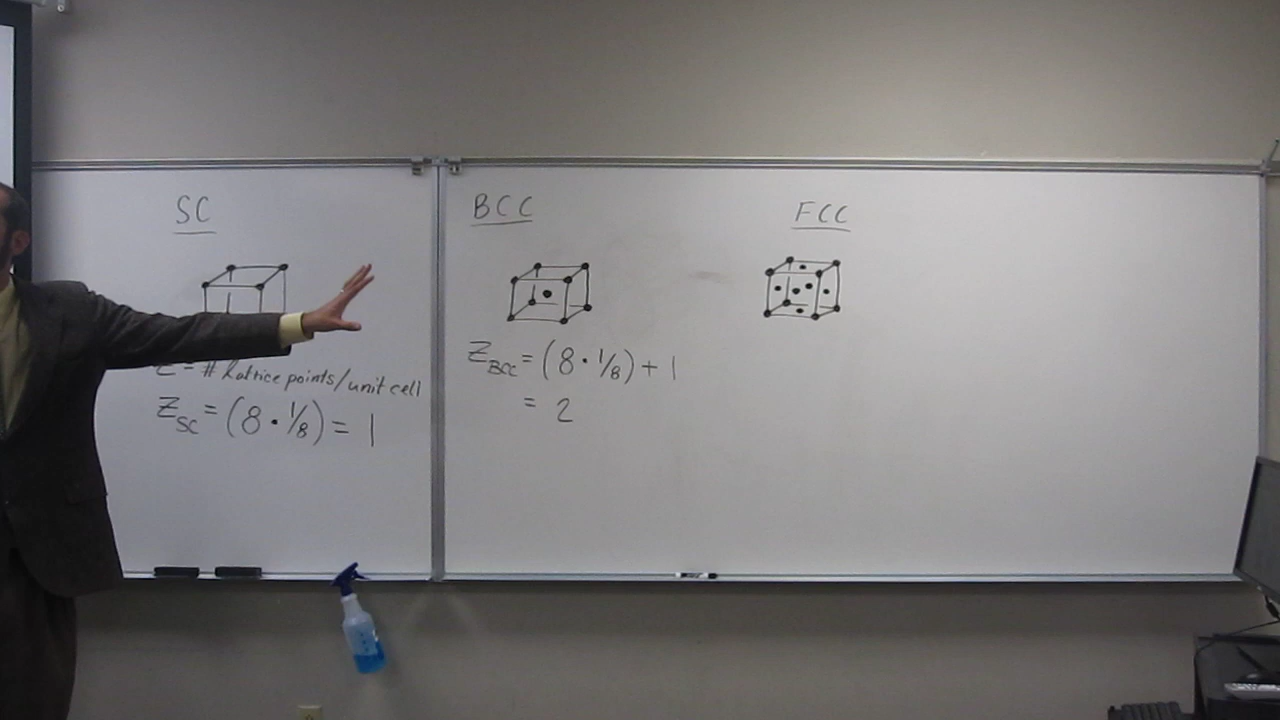 SC
Z = # Lattice points/unit cell
Z_SC = (8 · 1/8) = 1
BCC
Z_BCC = (8 · 1/8) + 1
= 2
FCC